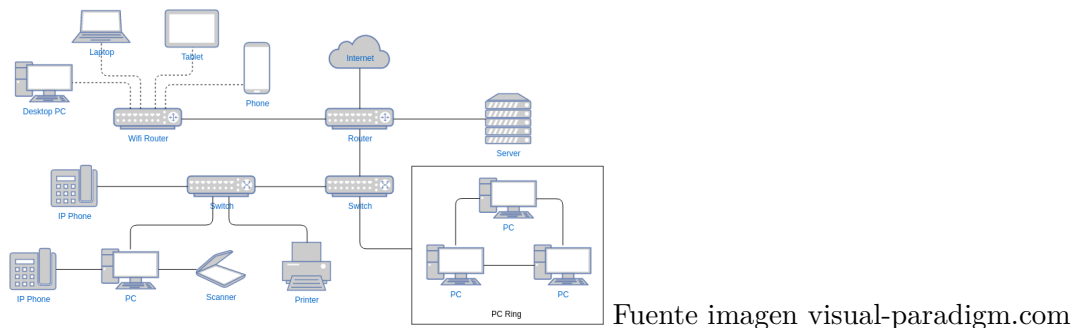 Laptop
Tablet
Internet
Desktop PC
Phone
Wifi Router
Router
Server
IP Phone
Switch
Switch
PC
IP Phone
PC
Scanner
Printer
PC
PC
PC Ring
Fuente imagen visual-paradigm.com